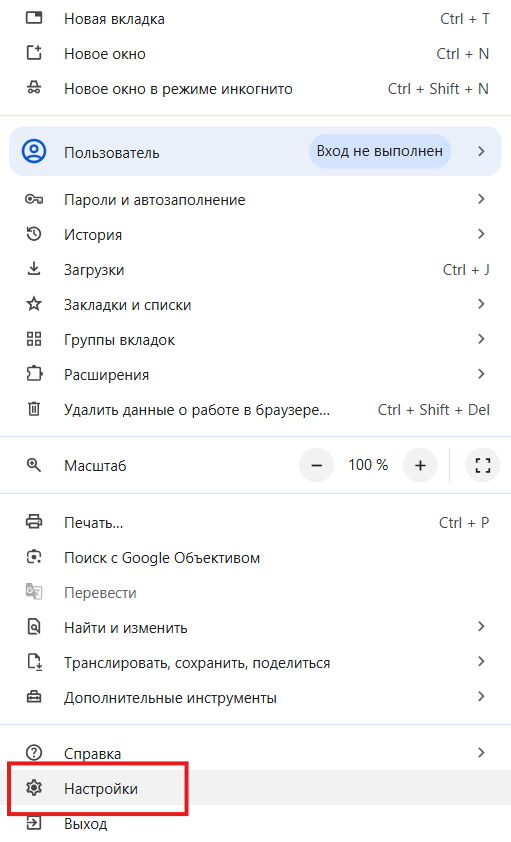 Новая вкладка Ctrl + T
Новое окно Ctrl + N
Новое окно в режиме инкогнито Ctrl + Shift + N
Пользователь Вход не выполнен
Пароли и автозаполнение
История
Загрузки Ctrl + J
Закладки и списки
Группы вкладок
Расширения
Удалить данные о работе в браузере... Ctrl + Shift + Del
Масштаб − 100 % +
Печать... Ctrl + P
Поиск с Google Объективом
Перевести
Найти и изменить
Транслировать, сохранить, поделиться
Дополнительные инструменты
Справка
Настройки
Выход